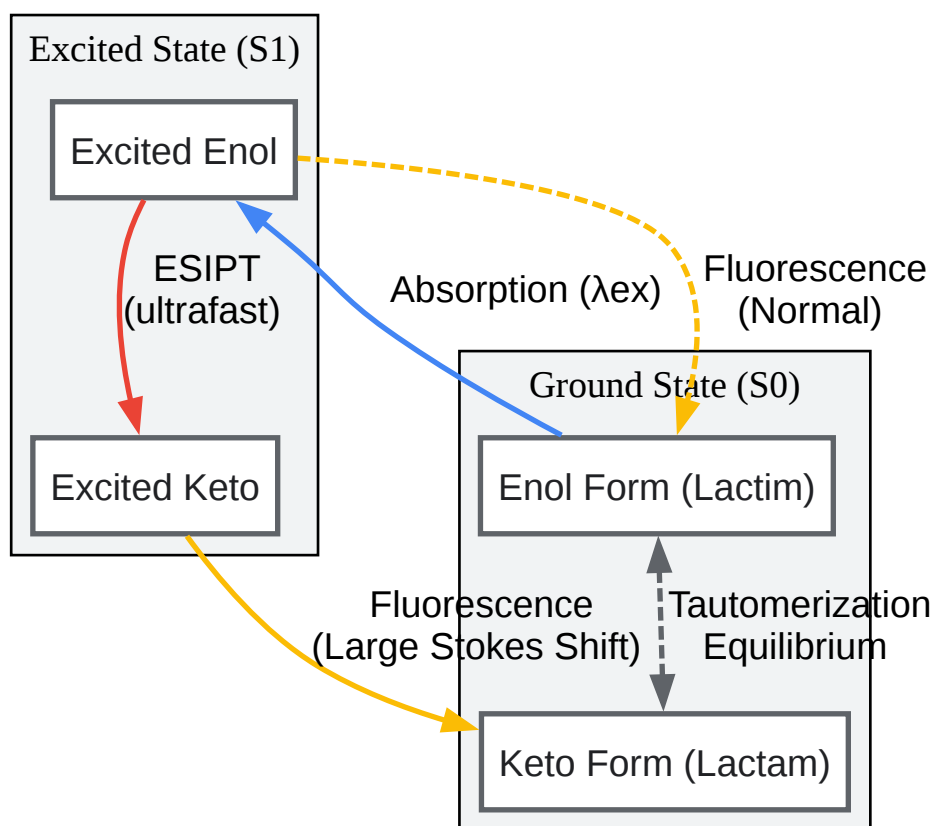 Excited State (S1)
Excited Enol
ESIPT
(ultrafast)
Absorption (λex)
Fluorescence
(Normal)
Ground State (S0)
Excited Keto
Enol Form (Lactim)
Fluorescence
(Large Stokes Shift)
Tautomerization
Equilibrium
Keto Form (Lactam)